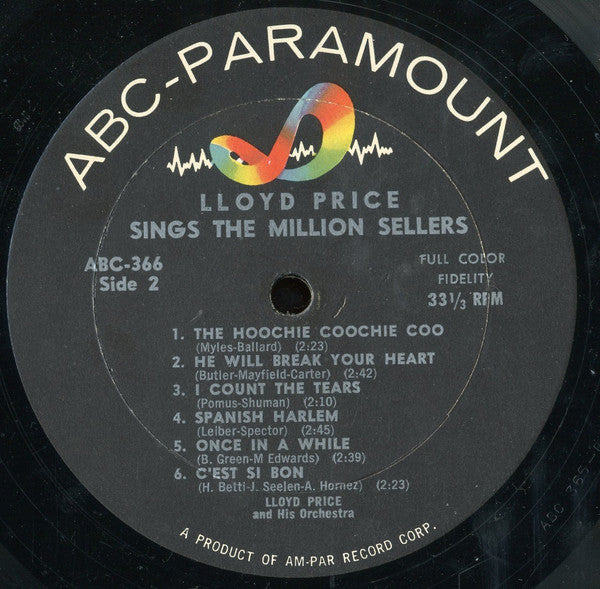 ABC-PARAMOUNT
LLOYD PRICE
SINGS THE MILLION SELLERS
ABC-366
Side 2
FULL COLOR
FIDELITY
33 1/3 RPM
1. THE HOOCHIE COOCHIE COO
(Myles-Ballard) (2:23)
2. HE WILL BREAK YOUR HEART
(Butler-Mayfield-Carter) (2:42)
3. I COUNT THE TEARS
(Pomus-Shuman) (2:10)
4. SPANISH HARLEM
(Leiber-Spector) (2:45)
5. ONCE IN A WHILE
(B. Green-M Edwards) (2:39)
6. C'EST SI BON
(H. Betti-J. Seelen-A. Hornez) (2:23)
LLOYD PRICE
and His Orchestra
A PRODUCT OF AM-PAR RECORD CORP.